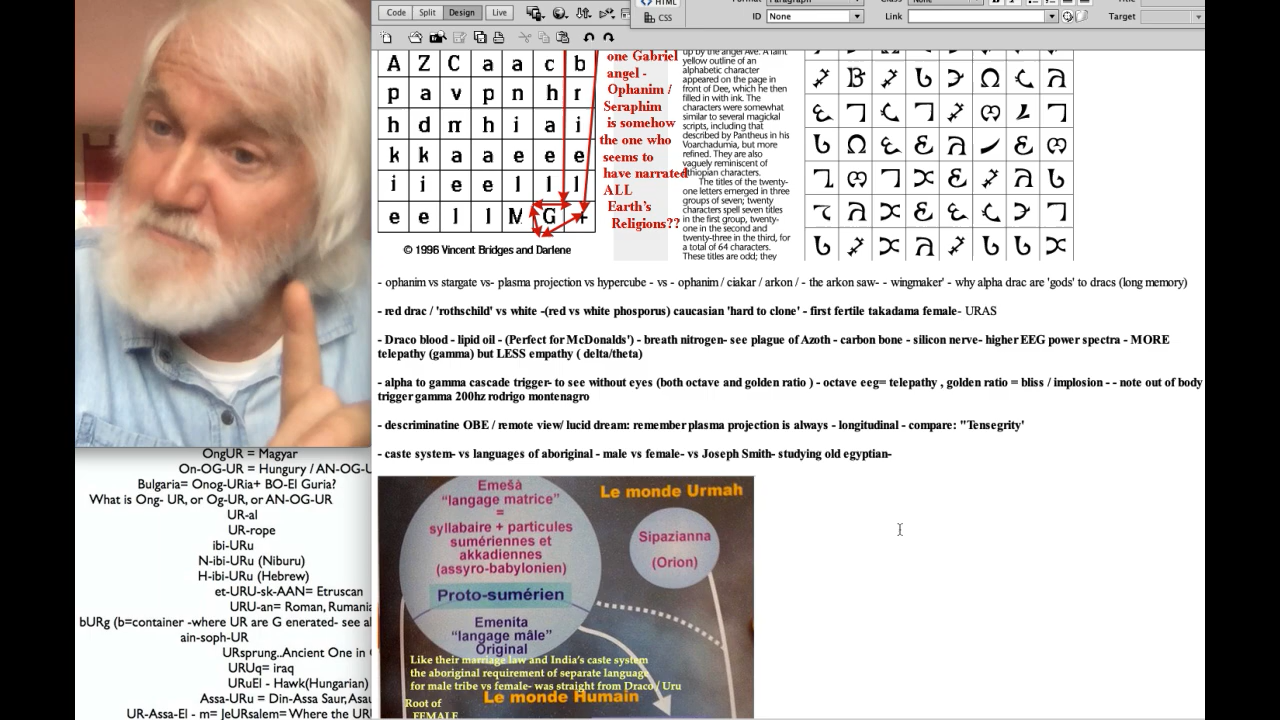 Code Split Design Live
HTML
CSS
ID None Link Target
A Z C a a c b
p a v p n h r
h d m h i a i
k k a a e e e
i i e e l l l
e e l l M G +
© 1996 Vincent Bridges and Darlene
one Gabriel
angel -
Ophanim /
Seraphim
is somehow
the one who
seems to
have narrated
ALL
Earth's
Religions??
up by the angel Ave. A faint
yellow outline of an
alphabetic character
appeared on the page in
front of Dee, which he then
filled in with ink. The
characters were somewhat
similar to several magickal
scripts, including that
described by Pantheus in his
Voarchadumia, but more
refined. They are also
vaguely reminiscent of
Ethiopian characters.
The titles of the twenty-
one letters emerged in three
groups of seven; twenty
characters spell seven titles
in the first group, twenty-
one in the second and
twenty-three in the third, for
a total of 64 characters.
These titles are odd; they
- ophanim vs stargate vs- plasma projection vs hypercube - vs - ophanim / ciakar / arkon / - the arkon saw- - wingmaker' - why alpha drac are 'gods' to dracs (long memory)
- red drac / 'rothschild' vs white -(red vs white phosporus) caucasian 'hard to clone' - first fertile takadama female- URAS
- Draco blood - lipid oil - (Perfect for McDonalds') - breath nitrogen- see plague of Azoth - carbon bone - silicon nerve- higher EEG power spectra - MORE
telepathy (gamma) but LESS empathy ( delta/theta)
- alpha to gamma cascade trigger- to see without eyes (both octave and golden ratio ) - octave eeg= telepathy , golden ratio = bliss / implosion - - note out of body
trigger gamma 200hz rodrigo montenagro
- descriminatine OBE / remote view/ lucid dream: remember plasma projection is always - longitudinal - compare: "Tensegrity'
- caste system- vs languages of aboriginal - male vs female- vs Joseph Smith- studying old egyptian-
OngUR = Magyar
On-OG-UR = Hungury / AN-OG-U
Bulgaria= Onog-URia+ BO-El Guria?
What is Ong- UR, or Og-UR, or AN-OG-UR
UR-al
UR-rope
ibi-URu
N-ibi-URu (Niburu)
H-ibi-URu (Hebrew)
et-URU-sk-AAN= Etruscan
URU-an= Roman, Rumania
bURg (b=container -where UR are G enerated- see al
ain-soph-UR
URsprung..Ancient One in
URUq= iraq
URuEl - Hawk(Hungarian)
Assa-URu = Din-Assa Saur,Asau
UR-Assa-El - m= JeURsalem= Where the UR
Emešà
“langage matrice”
=
syllabaire + particules
sumériennes et
akkadiennes
(assyro-babylonien)
Proto-sumérien
Emenita
“langage mâle”
Original
Le monde Urmah
Sipazianna
(Orion)
Like their marriage law and India's caste system
the aboriginal requirement of separate language
for male tribe vs female- was straight from Draco / Uru
Le monde Humain
Root of
FEMALE